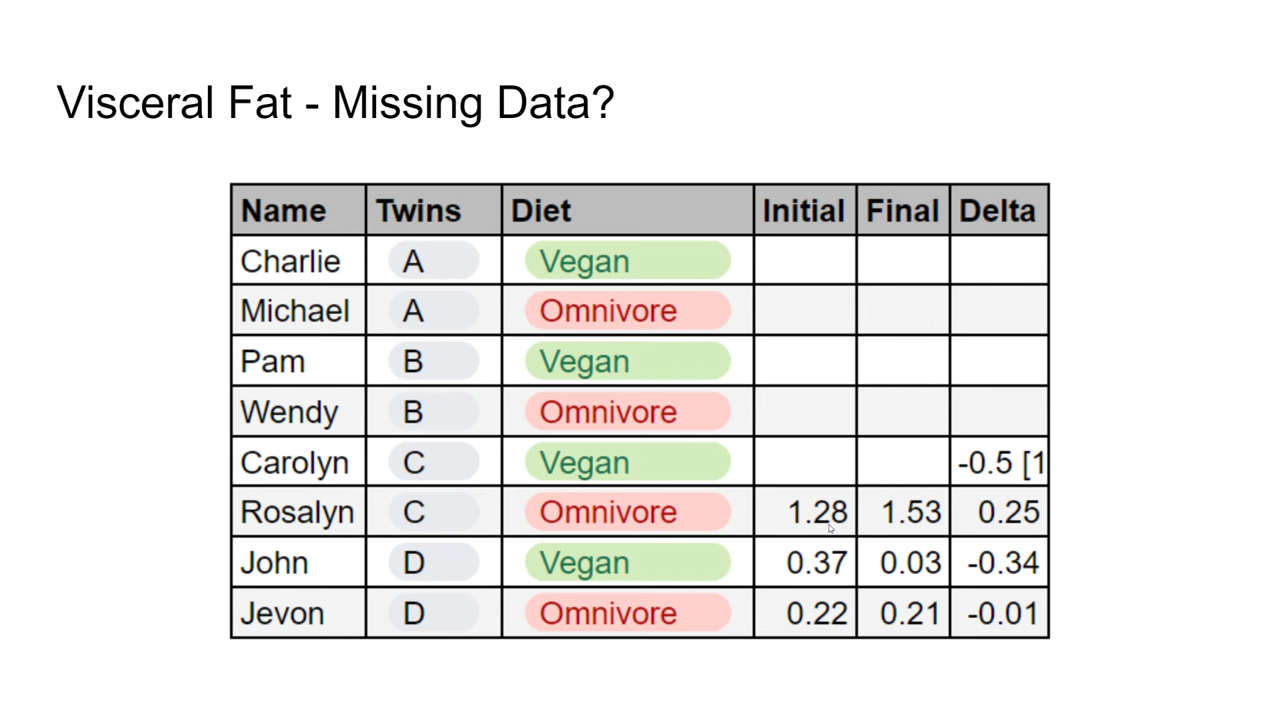 Visceral Fat - Missing Data?
Name Twins Diet Initial Final Delta
Charlie A Vegan
Michael A Omnivore
Pam B Vegan
Wendy B Omnivore
Carolyn C Vegan -0.5 [1
Rosalyn C Omnivore 1.28 1.53 0.25
John D Vegan 0.37 0.03 -0.34
Jevon D Omnivore 0.22 0.21 -0.01